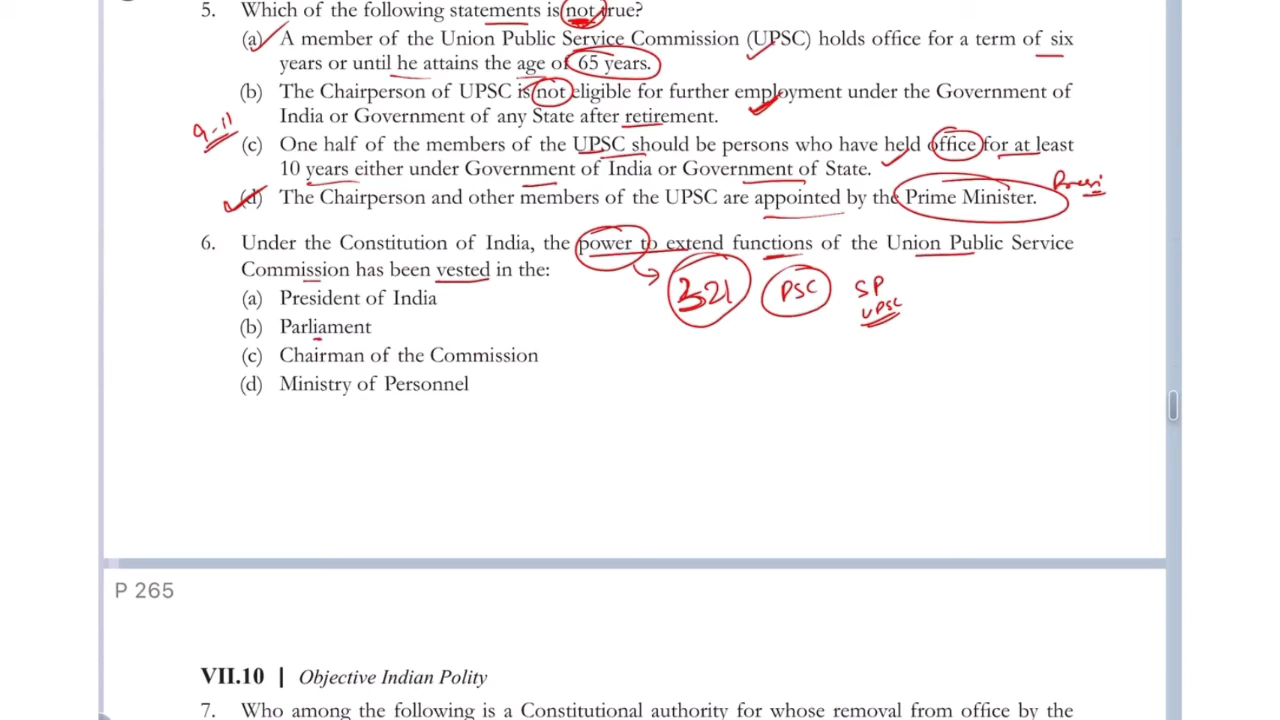 5. Which of the following statements is not true?
(a) A member of the Union Public Service Commission (UPSC) holds office for a term of six
years or until he attains the age of 65 years.
(b) The Chairperson of UPSC is not eligible for further employment under the Government of
India or Government of any State after retirement.
9-11
(c) One half of the members of the UPSC should be persons who have held office for at least
10 years either under Government of India or Government of State.
Presi
(d) The Chairperson and other members of the UPSC are appointed by the Prime Minister.
6. Under the Constitution of India, the power to extend functions of the Union Public Service
Commission has been vested in the:
321 PSC SP
UPSC
(a) President of India
(b) Parliament
(c) Chairman of the Commission
(d) Ministry of Personnel
P 265
VII.10 | Objective Indian Polity
7. Who among the following is a Constitutional authority for whose removal from office by the